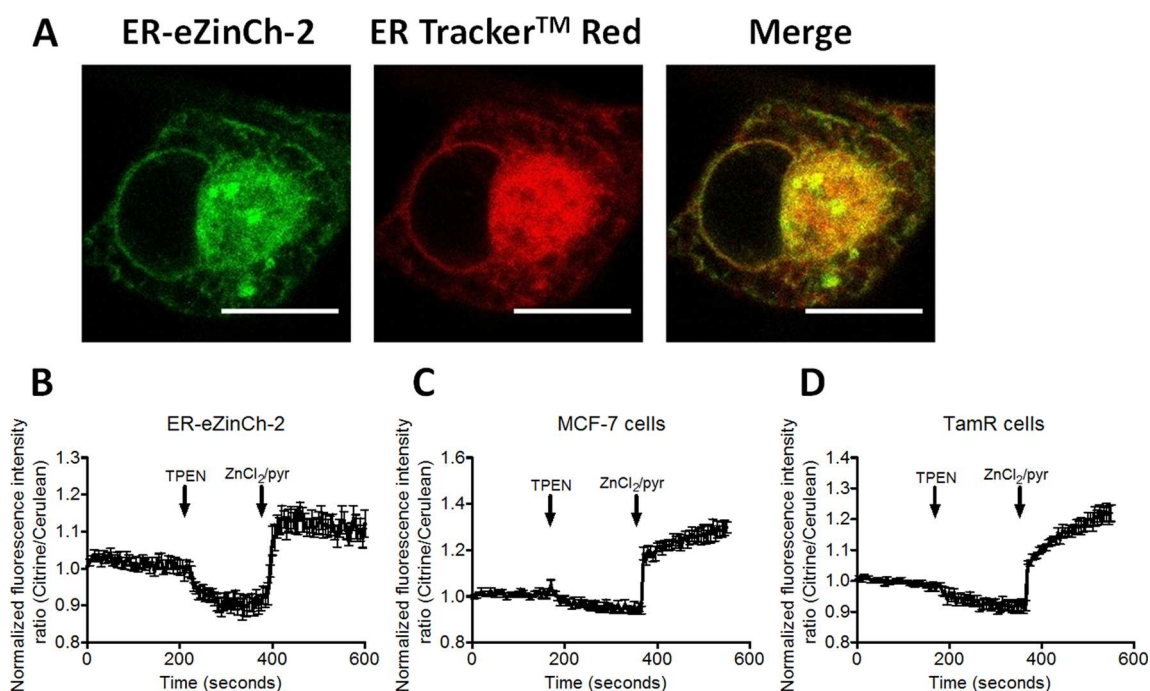 A
ER-eZinCh-2
ER Tracker™ Red
Merge
B
ER-eZinCh-2
Normalized fluorescence intensity
ratio (Citrine/Cerulean)
1.3
1.2
1.1
1.0
0.9
0.8
TPEN
ZnCl₂/pyr
0
200
400
600
Time (seconds)
C
MCF-7 cells
Normalized fluorescence intensity
ratio (Citrine/Cerulean)
1.6
1.4
1.2
1.0
0.8
TPEN
ZnCl₂/pyr
0
200
400
600
Time (seconds)
D
TamR cells
Normalized fluorescence intensity
ratio (Citrine/Cerulean)
1.4
1.3
1.2
1.1
1.0
0.9
0.8
TPEN
ZnCl₂/pyr
0
200
400
600
Time (seconds)